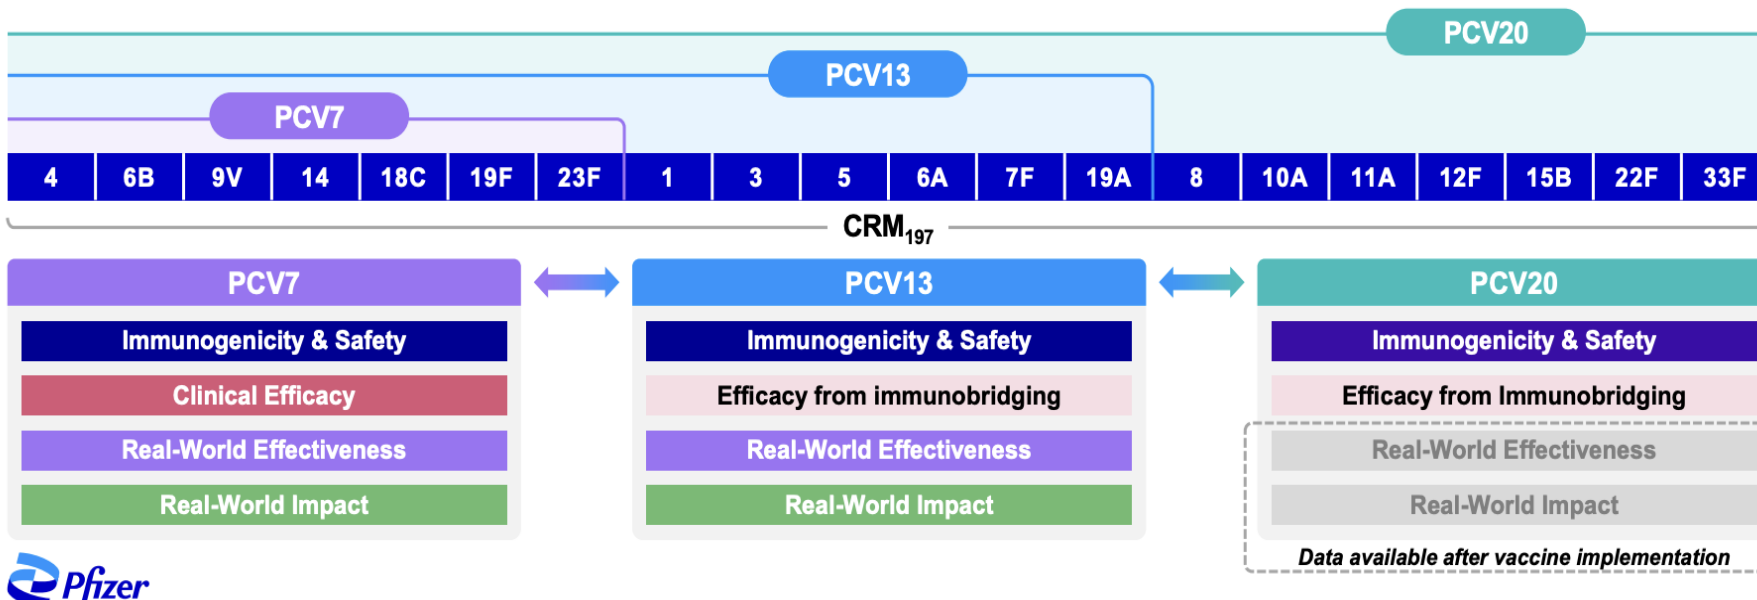 PCV20
PCV13
PCV7
4 6B 9V 14 18C 19F 23F 1 3 5 6A 7F 19A 8 10A 11A 12F 15B 22F 33F
CRM197
PCV7
Immunogenicity & Safety
Clinical Efficacy
Real-World Effectiveness
Real-World Impact
PCV13
Immunogenicity & Safety
Efficacy from immunobridging
Real-World Effectiveness
Real-World Impact
PCV20
Immunogenicity & Safety
Efficacy from Immunobridging
Real-World Effectiveness
Real-World Impact
Data available after vaccine implementation
Pfizer